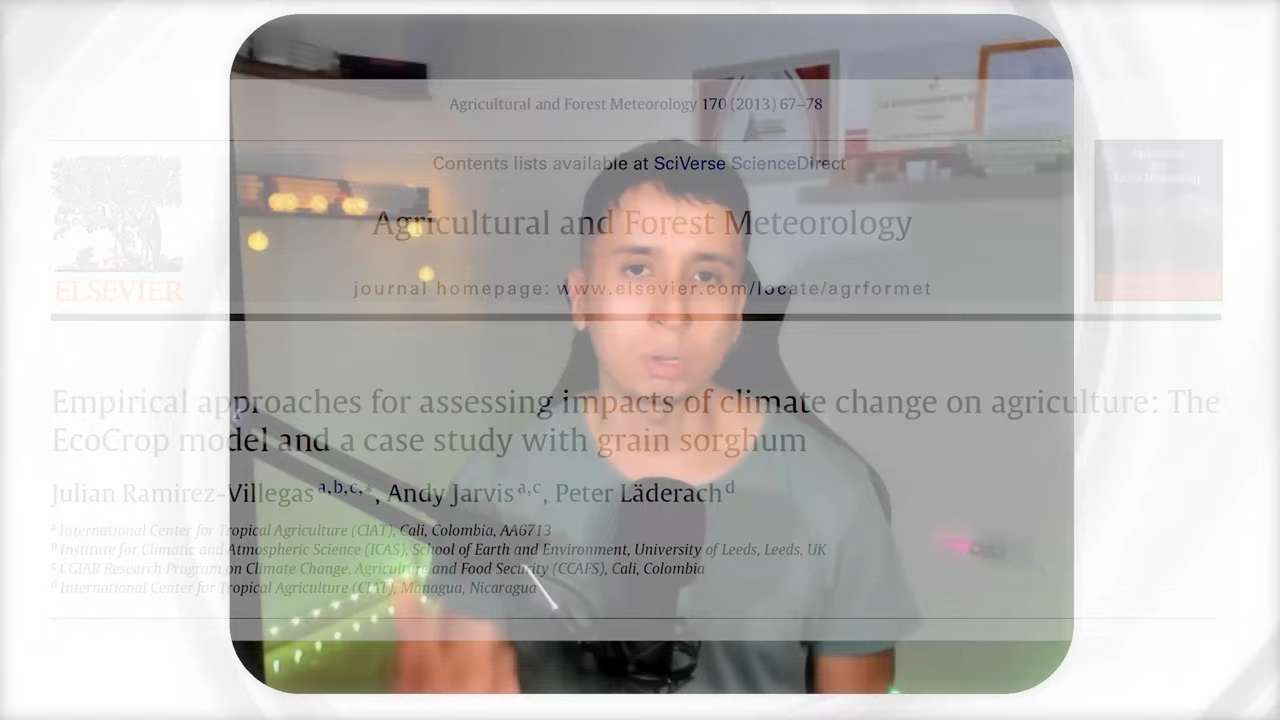 Agricultural and Forest Meteorology 170 (2013) 67–78
Contents lists available at SciVerse ScienceDirect
ELSEVIER
Agricultural and Forest Meteorology
journal homepage: www.elsevier.com/locate/agrformet
Empirical approaches for assessing impacts of climate change on agriculture: The
EcoCrop model and a case study with grain sorghum
Julian Ramirez-Villegas a,b,c,*, Andy Jarvis a,c, Peter Läderach d
a International Center for Tropical Agriculture (CIAT), Cali, Colombia, AA6713
b Institute for Climatic and Atmospheric Science (ICAS), School of Earth and Environment, University of Leeds, Leeds, UK
c CGIAR Research Program on Climate Change, Agriculture and Food Security (CCAFS), Cali, Colombia
d International Center for Tropical Agriculture (CIAT), Managua, Nicaragua